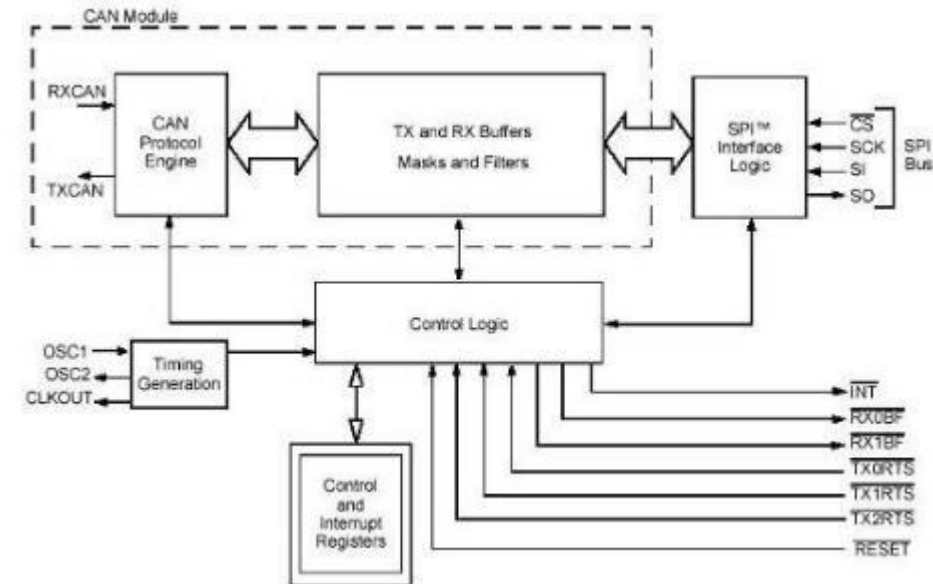 CAN Module
RXCAN
TXCAN
CAN
Protocol
Engine
TX and RX Buffers
Masks and Filters
SPI™
Interface
Logic
CS
SCK
SI
SO
SPI
Bus
Control Logic
OSC1
OSC2
CLKOUT
Timing
Generation
INT
RX0BF
RX1BF
TX0RTS
TX1RTS
TX2RTS
RESET
Control
and
Interrupt
Registers